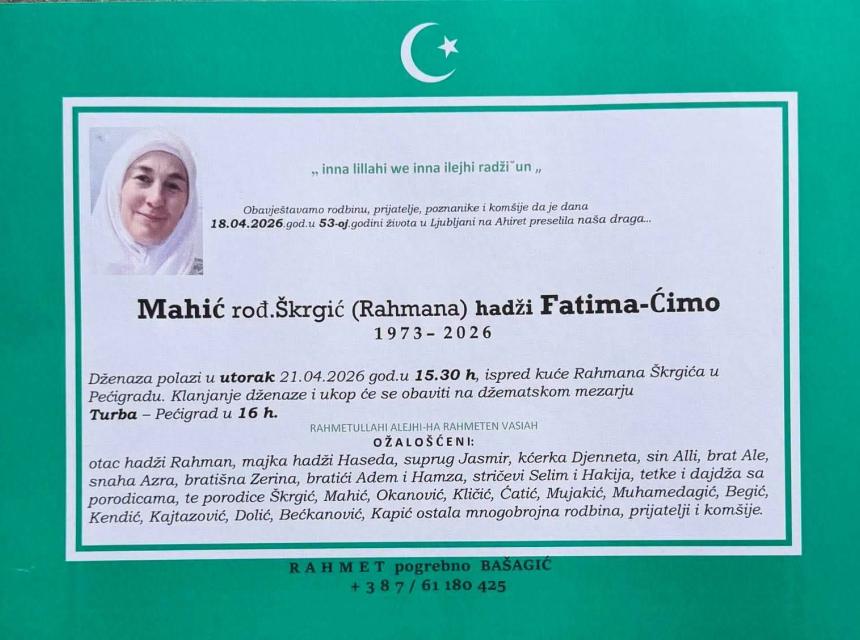 „ inna lillahi we inna ilejhi radži˝un „
Obavještavamo rodbinu, prijatelje, poznanike i komšije da je dana
18.04.2026.god.u 53-oj.godini života u Ljubljani na Ahiret preselila naša draga...
Mahić rođ.Škrgić (Rahmana) hadži Fatima-Ćimo
1973– 2026
Dženaza polazi u utorak 21.04.2026 god.u 15.30 h, ispred kuće Rahmana Škrgića u
Pećigradu. Klanjanje dženaze i ukop će se obaviti na džematskom mezarju
Turba – Pećigrad u 16 h.
RAHMETULLAHI ALEJHI-HA RAHMETEN VASIAH
OŽALOŠĆENI:
otac hadži Rahman, majka hadži Haseda, suprug Jasmir, kćerka Djenneta, sin Alli, brat Ale,
snaha Azra, bratišna Zerina, bratići Adem i Hamza, stričevi Selim i Hakija, tetke i dajdža sa
porodicama, te porodice Škrgić, Mahić, Okanović, Kličić, Ćatić, Mujakić, Muhamedagić, Begić,
Kendić, Kajtazović, Dolić, Bećkanović, Kapić ostala mnogobrojna rodbina, prijatelji i komšije.
RAHMET pogrebno BAŠAGIĆ
+ 3 8 7 / 61 180 425